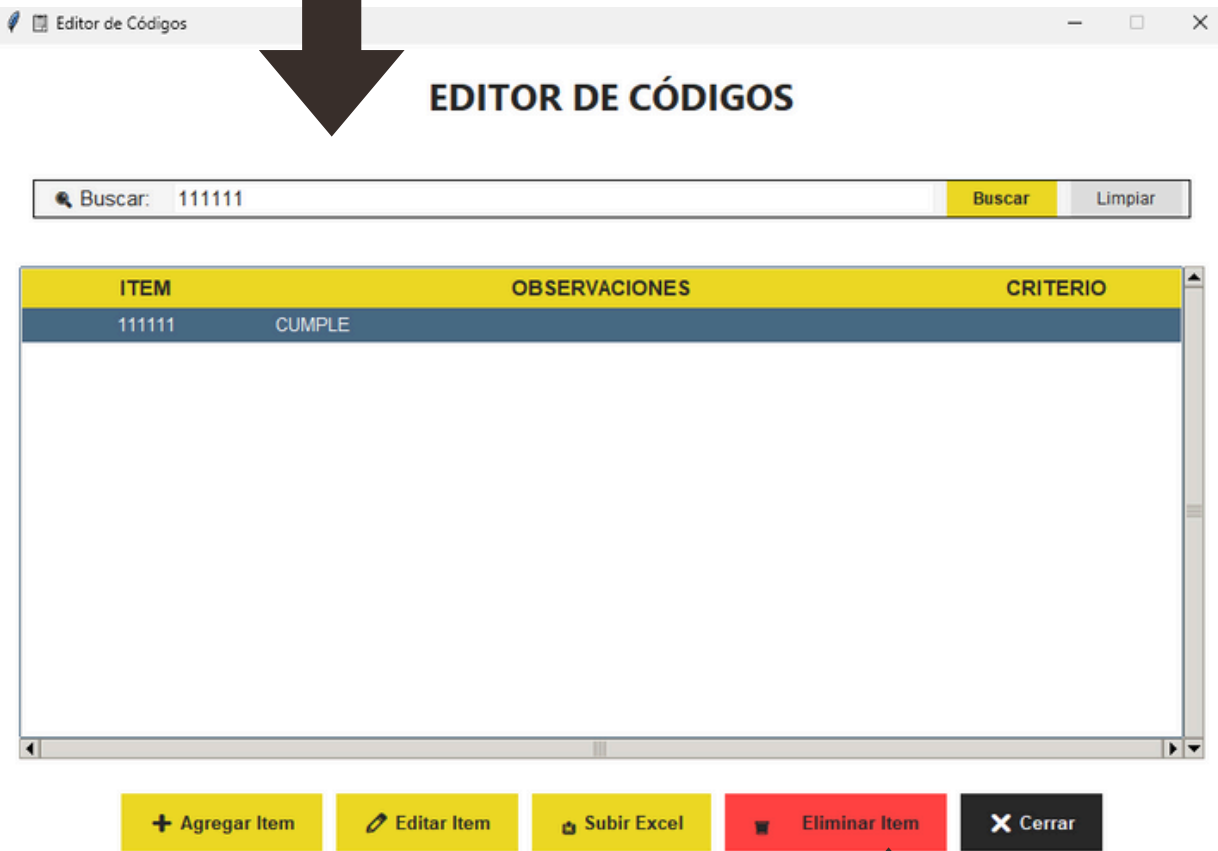 Editor de Códigos
EDITOR DE CÓDIGOS
Buscar: 111111 Buscar Limpiar
ITEM OBSERVACIONES CRITERIO
111111 CUMPLE
Agregar Item Editar Item Subir Excel Eliminar Item Cerrar